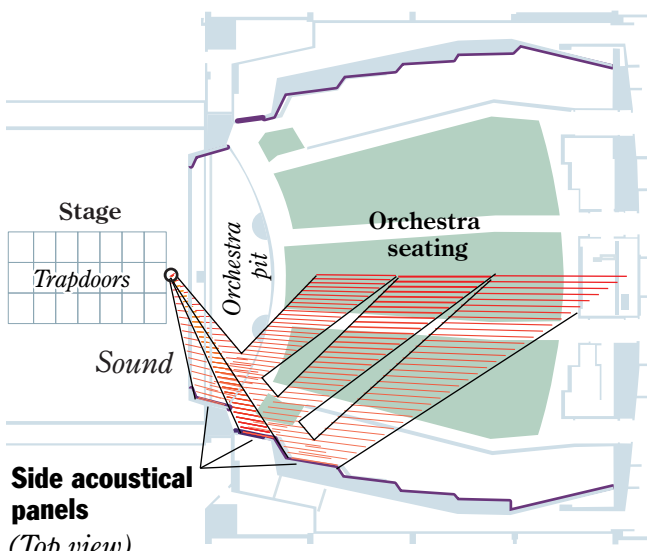 Stage
Trapdoors
Orchestra
pit
Orchestra
seating
Sound
Side acoustical
panels
(Top view)